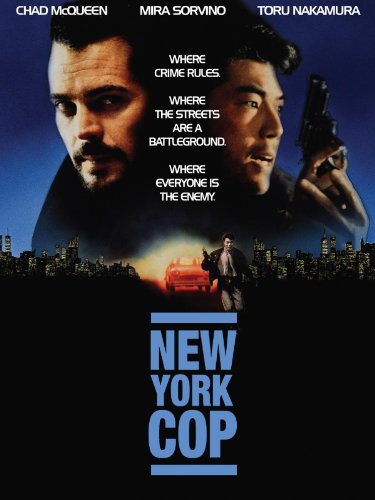 CHAD McQUEEN MIRA SORVINO TORU NAKAMURA
WHERE
CRIME RULES.
WHERE
THE STREETS
ARE A
BATTLEGROUND.
WHERE
EVERYONE IS
THE ENEMY.
NEW
YORK
COP